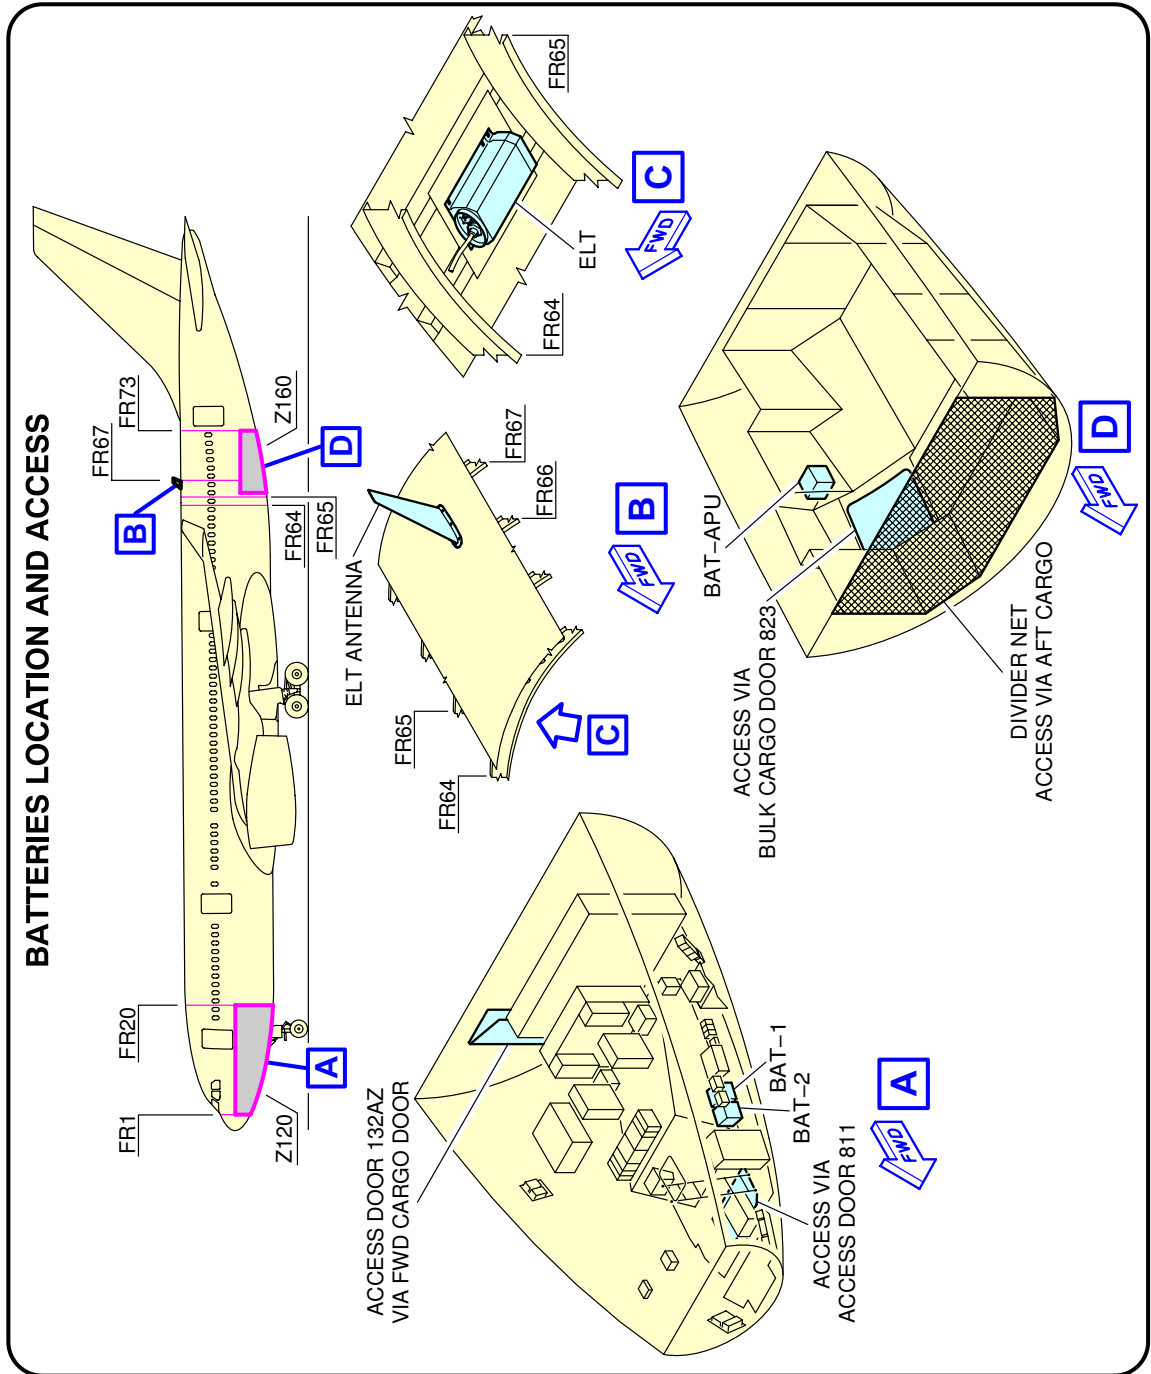 BATTERIES LOCATION AND ACCESS
FR1
FR20
FR67
FR73
B
Z120
A
FR64
FR65
D
Z160
ACCESS DOOR 132AZ
VIA FWD CARGO DOOR
FR64
FR65
ELT ANTENNA
FR66
FR67
C
FWD
B
FR64
ELT
FR65
FWD
C
BAT-1
BAT-2
ACCESS VIA
ACCESS DOOR 811
FWD
A
BAT-APU
ACCESS VIA
BULK CARGO DOOR 823
DIVIDER NET
ACCESS VIA AFT CARGO
FWD
D